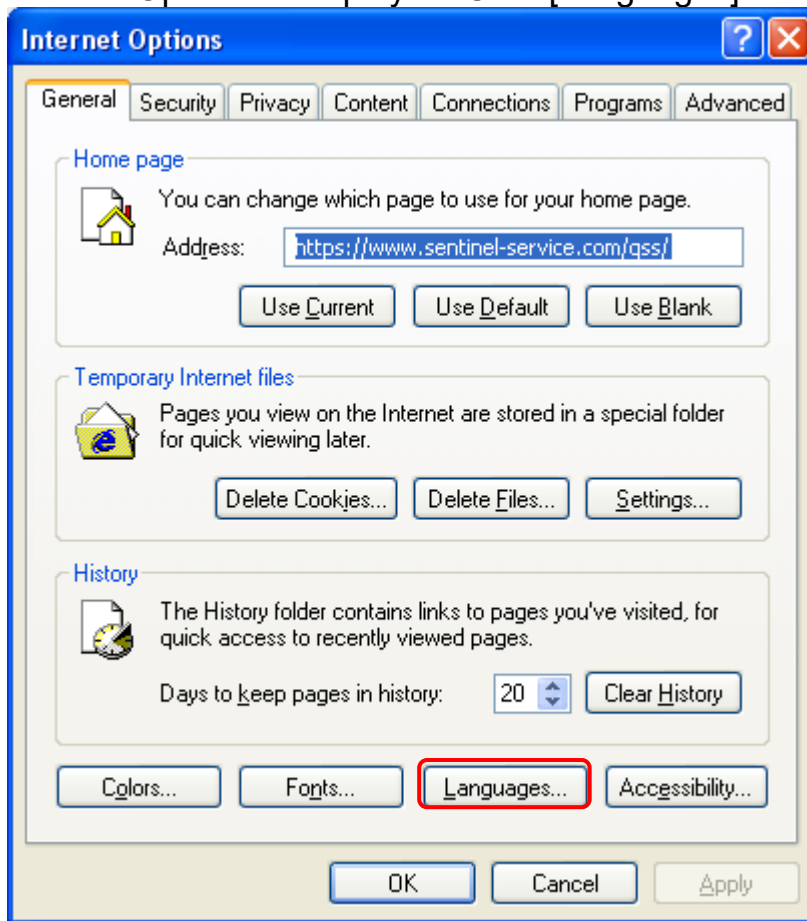 Internet Options
General Security Privacy Content Connections Programs Advanced
Home page
You can change which page to use for your home page.
Address: https://www.sentinel-service.com/qss/
Use Current Use Default Use Blank
Temporary Internet files
Pages you view on the Internet are stored in a special folder
for quick viewing later.
Delete Cookies... Delete Files... Settings...
History
The History folder contains links to pages you've visited, for
quick access to recently viewed pages.
Days to keep pages in history: 20 Clear History
Colors... Fonts... Languages... Accessibility...
OK Cancel Apply